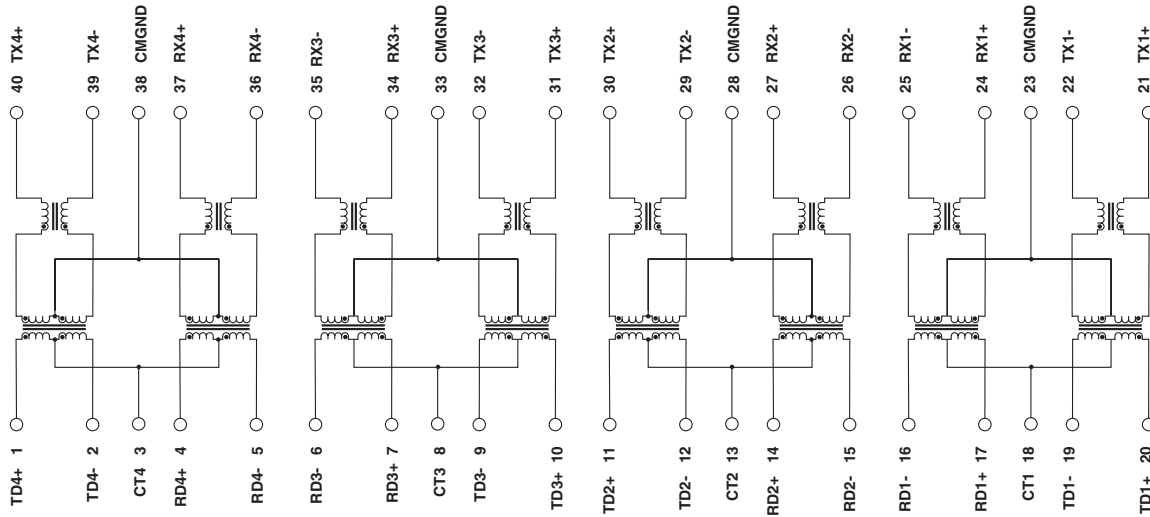 40 TX4+
39 TX4-
38 CMGND
37 RX4+
36 RX4-
35 RX3-
34 RX3+
33 CMGND
32 TX3-
31 TX3+
30 TX2+
29 TX2-
28 CMGND
27 RX2+
26 RX2-
25 RX1-
24 RX1+
23 CMGND
22 TX1-
21 TX1+
TD4+ 1
TD4- 2
CT4 3
RD4+ 4
RD4- 5
RD3- 6
RD3+ 7
CT3 8
TD3- 9
TD3+ 10
TD2+ 11
TD2- 12
CT2 13
RD2+ 14
RD2- 15
RD1- 16
RD1+ 17
CT1 18
TD1- 19
TD1+ 20